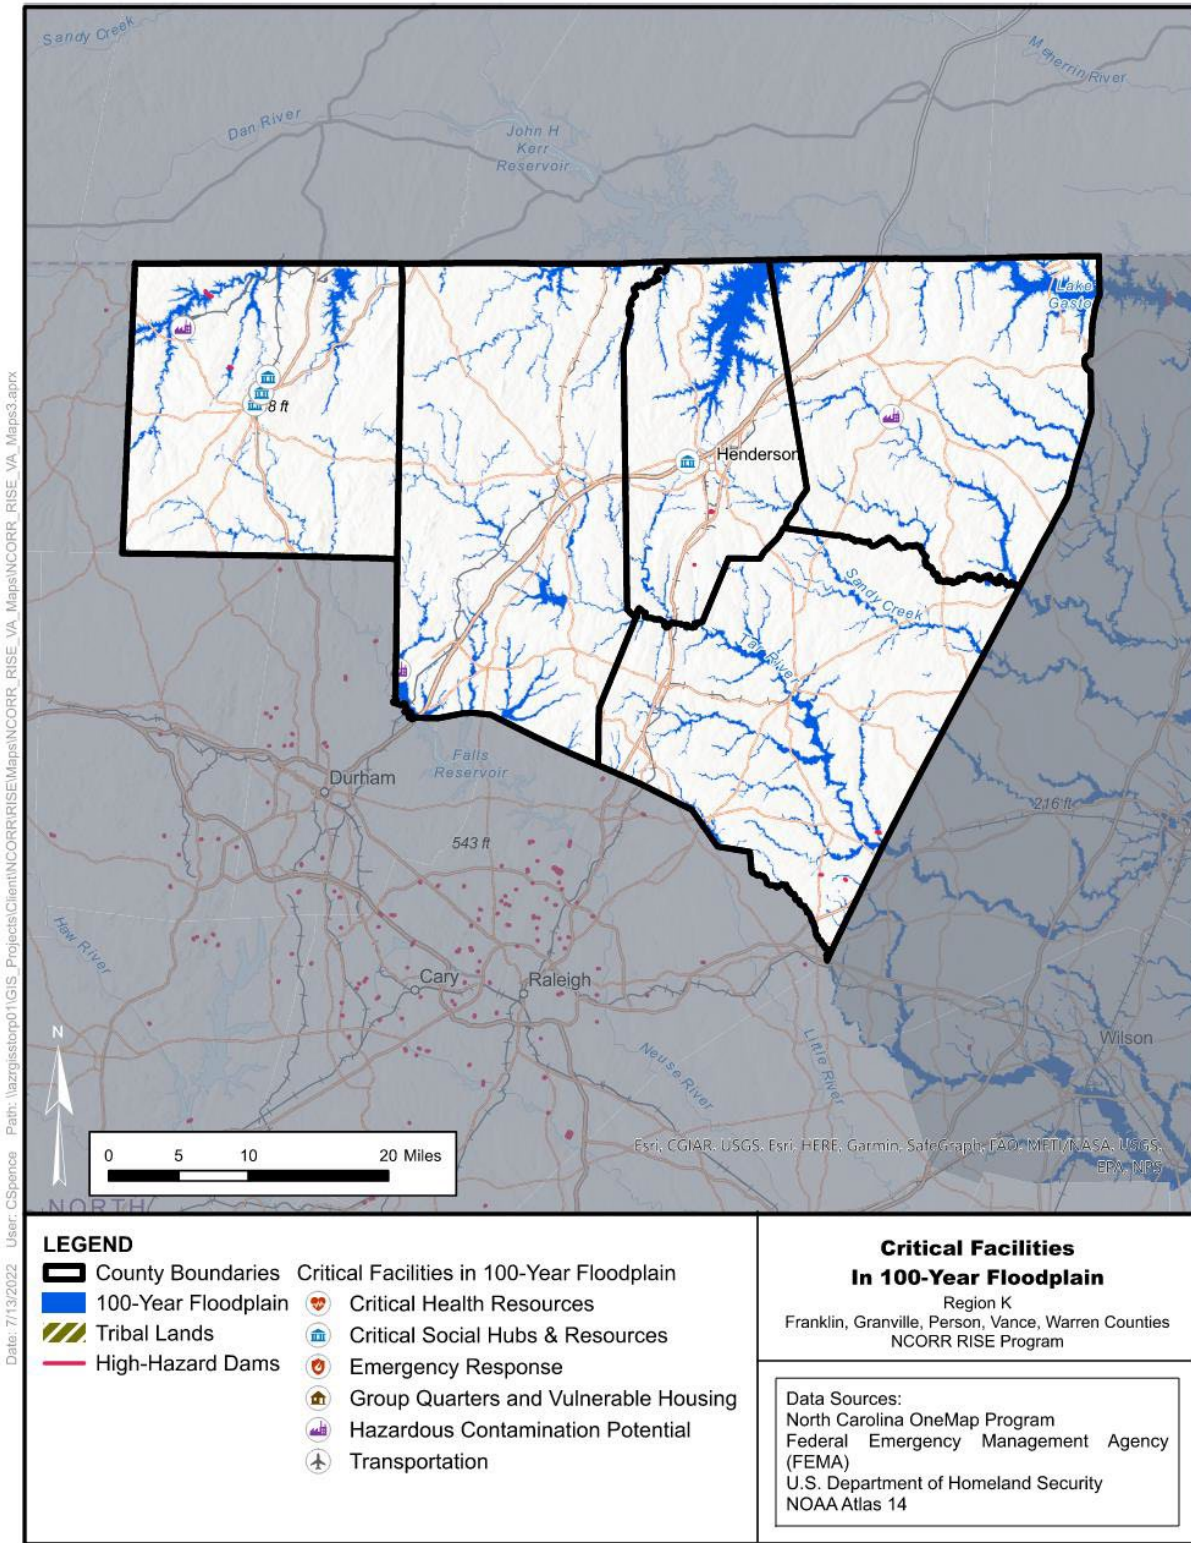 Sandy Creek
Meherrin River
Dan River
John H
Kerr
Reservoir
Lake
Gasto
8 ft
Henderson
Sandy Creek
Tar River
Falls
Reservoir
Durham
216 ft
543 ft
Haw River
Cary
Raleigh
Wilson
Neuse River
Little River
N
0 5 10 20 Miles
Esri, CGIAR, USGS, Esri, HERE, Garmin, SafeGraph, FAO, METI/NASA, USGS,
EPA, NPS
NORTH
Date: 7/13/2022 User: CSpence Path: \\azrgisstorp01\GIS_Projects\Client\NCORR\RISE\Maps\NCORR_RISE_VA_Maps\NCORR_RISE_VA_Maps3.aprx
LEGEND
County Boundaries
100-Year Floodplain
Tribal Lands
High-Hazard Dams
Critical Facilities in 100-Year Floodplain
Critical Health Resources
Critical Social Hubs & Resources
Emergency Response
Group Quarters and Vulnerable Housing
Hazardous Contamination Potential
Transportation
Critical Facilities
In 100-Year Floodplain
Region K
Franklin, Granville, Person, Vance, Warren Counties
NCORR RISE Program
Data Sources:
North Carolina OneMap Program
Federal Emergency Management Agency
(FEMA)
U.S. Department of Homeland Security
NOAA Atlas 14